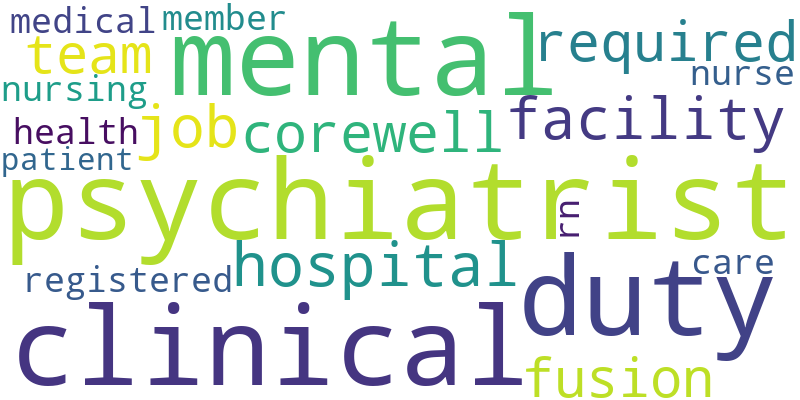 medical member
mental required
team nurse
nursing
job corewell facility
health
patient
psychiatrist
rn
hospital
registered duty care
clinical
fusion